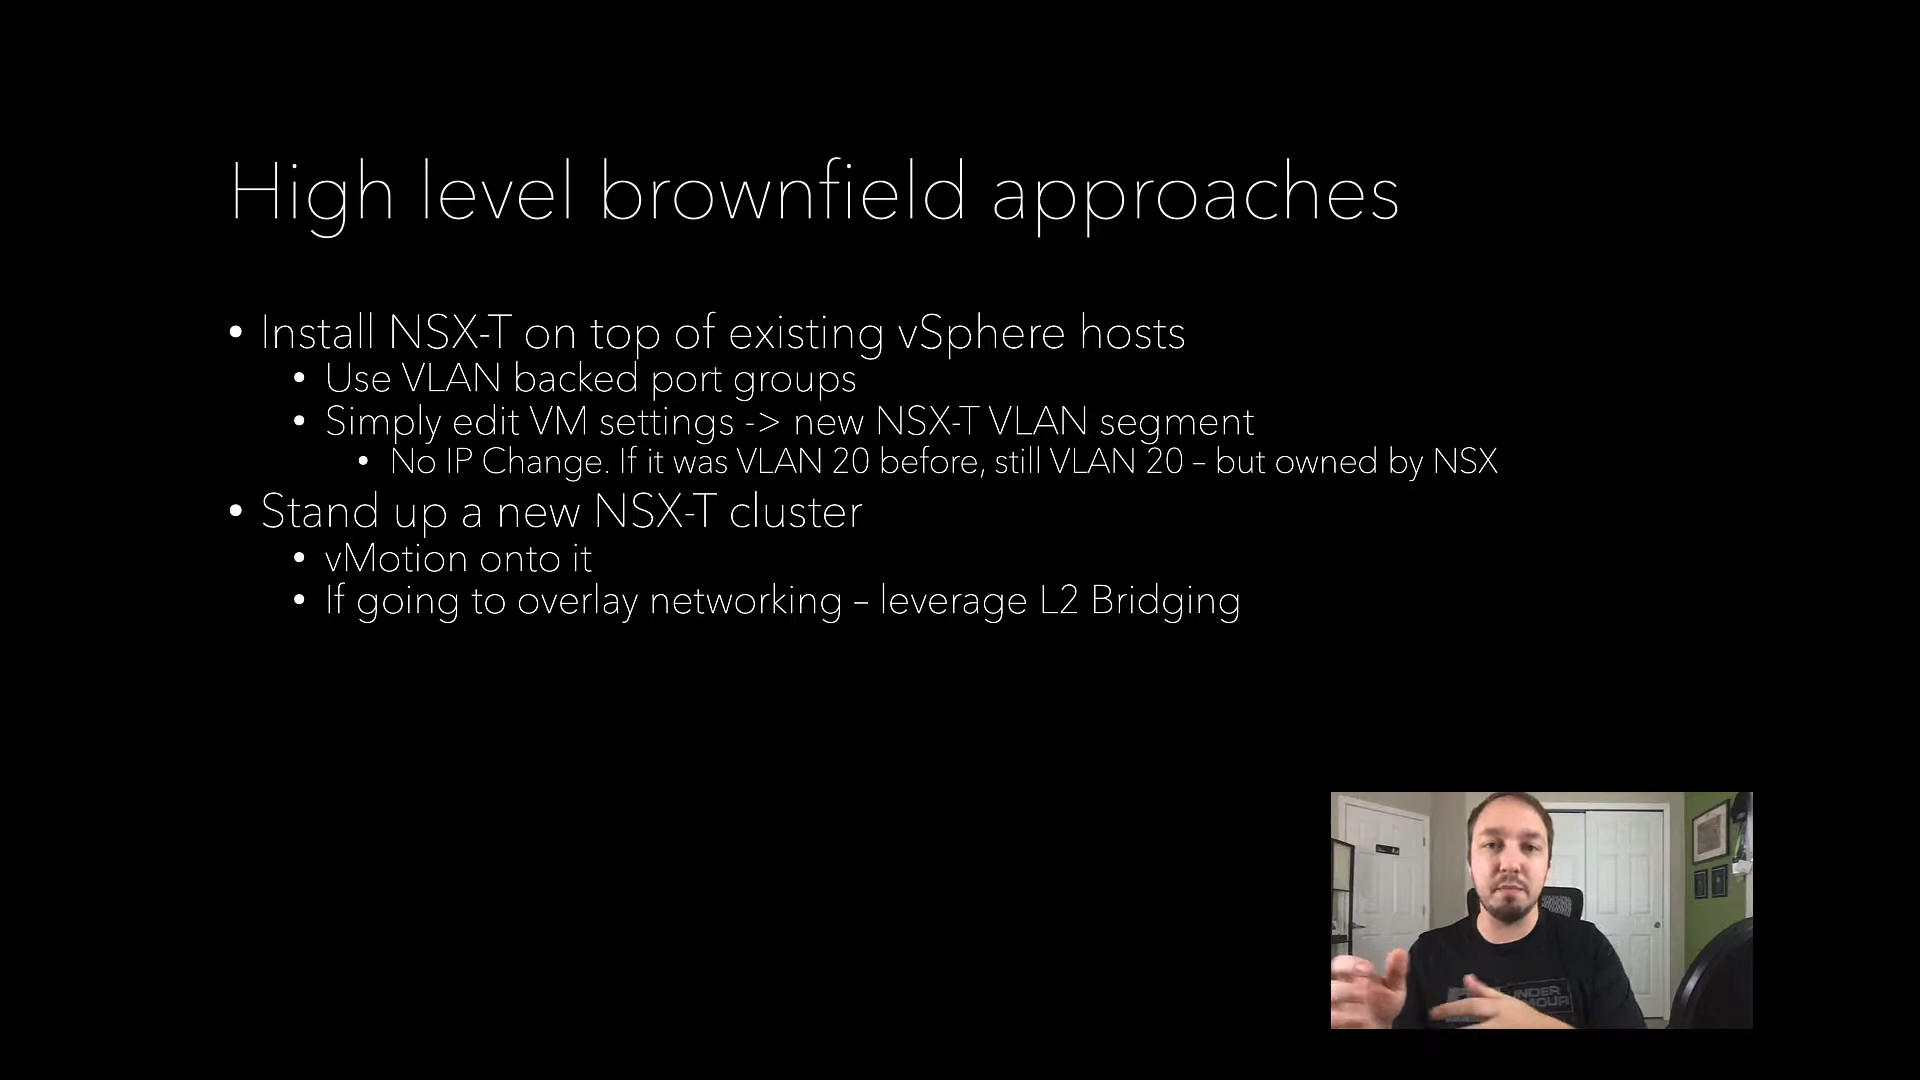 High level brownfield approaches
• Install NSX-T on top of existing vSphere hosts
• Use VLAN backed port groups
• Simply edit VM settings -> new NSX-T VLAN segment
• No IP Change. If it was VLAN 20 before, still VLAN 20 – but owned by NSX
• Stand up a new NSX-T cluster
• vMotion onto it
• If going to overlay networking – leverage L2 Bridging